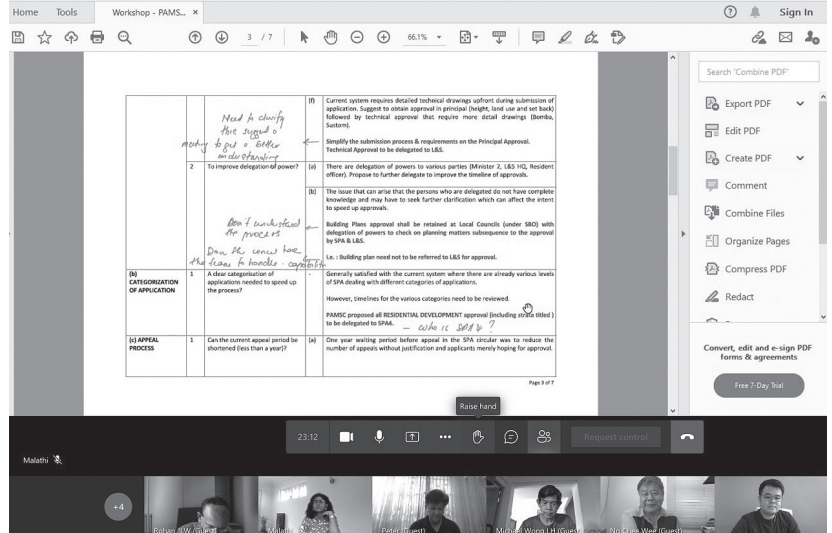 Home Tools Workshop - PAMS... × Sign In
3 / 7 66.1%
Search 'Combine PDF'
Export PDF
Edit PDF
Create PDF
Comment
Combine Files
Organize Pages
Compress PDF
Redact
Convert, edit and e-sign PDF
forms & agreements
Free 7-Day Trial
(f) Current system requires detailed technical drawings upfront during submission of
application. Suggest to obtain approval in principal (height, land use and set back)
followed by technical approval that require more detail drawings (Bomba,
Sustom).
Simplify the submission process & requirements on the Principal Approval.
Technical Approval to be delegated to L&S.
Need to clarify
this suggest a
meeting to get a better
understanding
2 To improve delegation of power? (a) There are delegation of powers to various parties (Minister 2, L&S HQ, Resident
officer). Propose to further delegate to improve the timeline of approvals.
(b) The issue that can arise that the persons who are delegated do not have complete
knowledge and may have to seek further clarification which can affect the intent
to speed up approvals.
Building Plans approval shall be retained at Local Councils (under SBO) with
delegation of powers to check on planning matters subsequence to the approval
by SPA & L&S.
i.e. : Building plan need not to be referred to L&S for approval.
Don't understand
the process
the to handle - capability
(b)
CATEGORIZATION
OF APPLICATION
1 A clear categorisation of
applications needed to speed up
the process?
- Generally satisfied with the current system where there are already various levels
of SPA dealing with different categories of applications.
However, timelines for the various categories need to be reviewed.
PAMSC proposed all RESIDENTIAL DEVELOPMENT approval (including strata titled )
to be delegated to SPA4.
- who is SPA4 ?
(c) APPEAL
PROCESS
1 Can the current appeal period be
shortened (less than a year)?
(a) One year waiting period before appeal in the SPA circular was to reduce the
number of appeals without justification and applicants merely hoping for approval.
Page 3 of 7
Raise hand
23:12 Request control
Malathi
+4
Rohan JLW (Guest) Malathi Peter (Guest) Michael Wong LH (Guest) Ng Chee Wee (Guest)